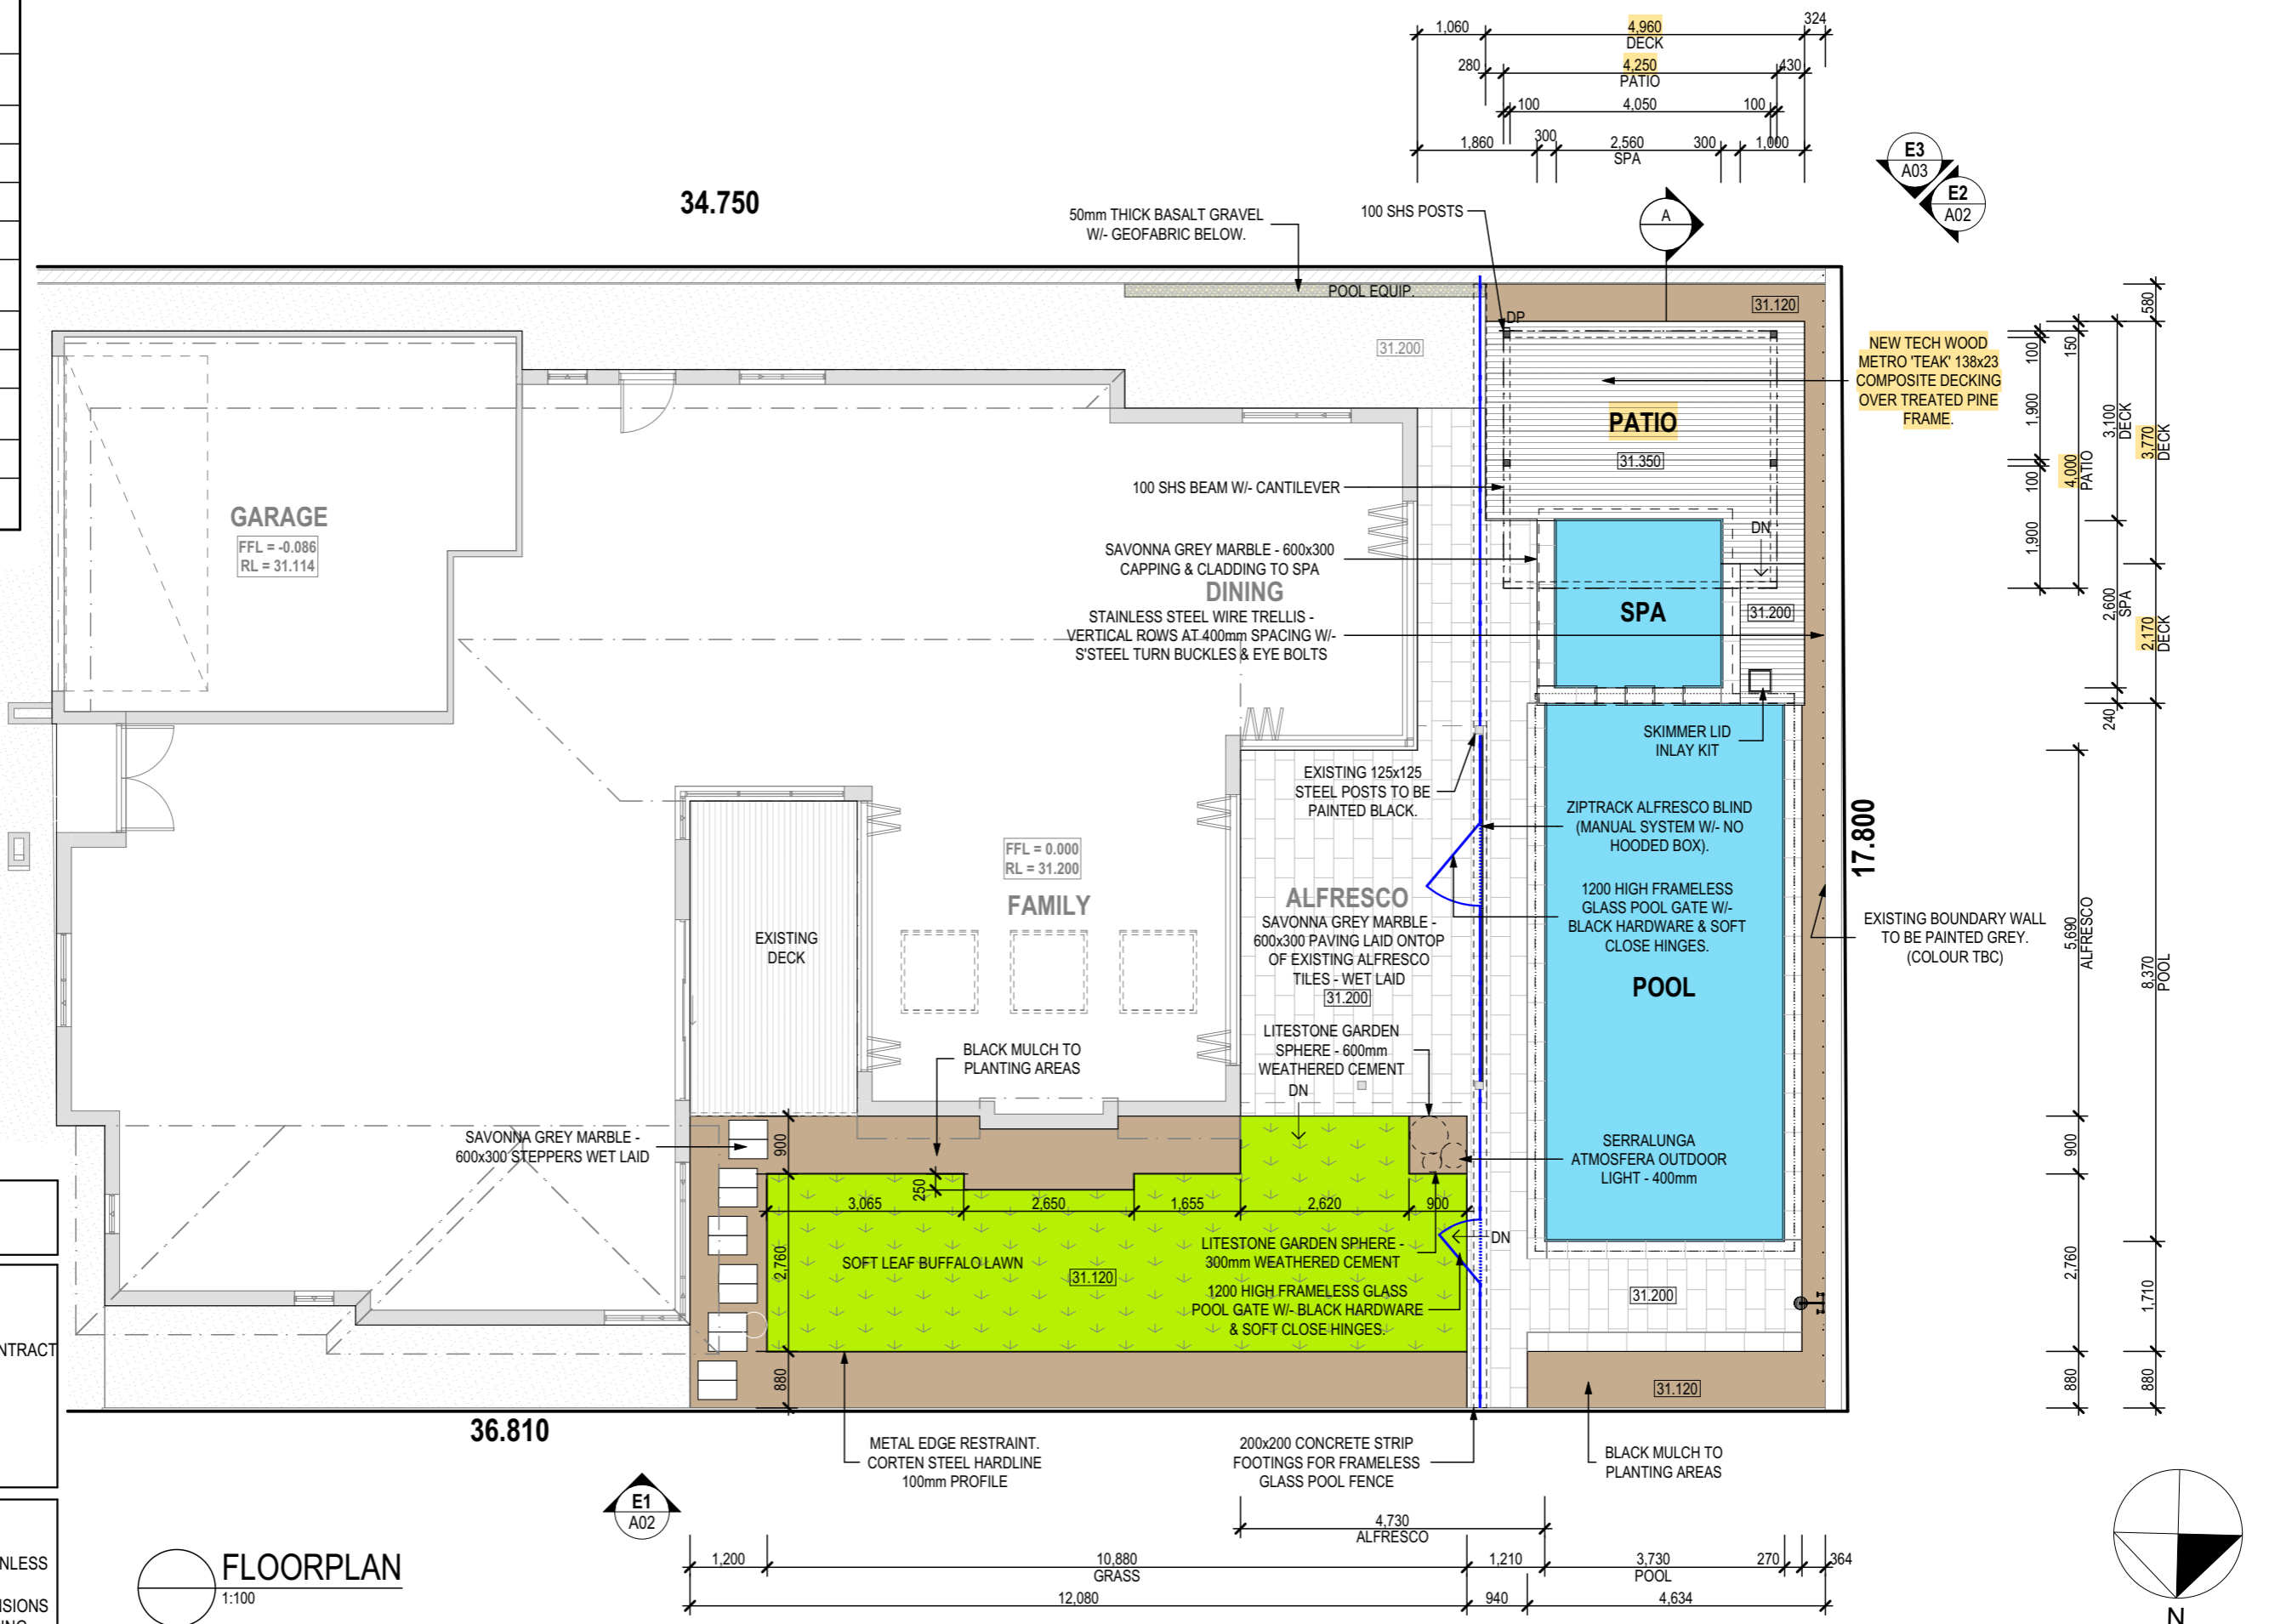 1,060
4,960
DECK
324
280
4,250
PATIO
430
100
4,050
100
1,860
300
2,560
SPA
300
1,000
E3
A03
E2
A02
34.750
50mm THICK BASALT GRAVEL
W/- GEOFABRIC BELOW.
100 SHS POSTS
A
POOL EQUIP.
31.120
DP
31.200
NEW TECH WOOD
METRO 'TEAK' 138x23
COMPOSITE DECKING
OVER TREATED PINE
FRAME.
PATIO
31.350
100 SHS BEAM W/- CANTILEVER
GARAGE
FFL = -0.086
RL = 31.114
SAVONNA GREY MARBLE - 600x300
CAPPING & CLADDING TO SPA
DINING
STAINLESS STEEL WIRE TRELLIS -
VERTICAL ROWS AT 400mm SPACING W/-
S'STEEL TURN BUCKLES & EYE BOLTS
DN
SPA
31.200
SKIMMER LID
INLAY KIT
EXISTING 125x125
STEEL POSTS TO BE
PAINTED BLACK.
ZIPTRACK ALFRESCO BLIND
(MANUAL SYSTEM W/- NO
HOODED BOX).
1200 HIGH FRAMELESS
GLASS POOL GATE W/-
BLACK HARDWARE & SOFT
CLOSE HINGES.
POOL
17.800
EXISTING BOUNDARY WALL
TO BE PAINTED GREY.
(COLOUR TBC)
FFL = 0.000
RL = 31.200
FAMILY
EXISTING
DECK
ALFRESCO
SAVONNA GREY MARBLE -
600x300 PAVING LAID ONTOP
OF EXISTING ALFRESCO
TILES - WET LAID
31.200
LITESTONE GARDEN
SPHERE - 600mm
WEATHERED CEMENT
DN
BLACK MULCH TO
PLANTING AREAS
SAVONNA GREY MARBLE -
600x300 STEPPERS WET LAID
SERRALUNGA
ATMOSFERA OUTDOOR
LIGHT - 400mm
900
250
3,065
2,650
1,655
2,620
900
2,760
SOFT LEAF BUFFALO LAWN
31.120
LITESTONE GARDEN SPHERE -
300mm WEATHERED CEMENT
DN
1200 HIGH FRAMELESS GLASS
POOL GATE W/- BLACK HARDWARE
& SOFT CLOSE HINGES.
31.200
880
31.120
36.810
METAL EDGE RESTRAINT.
CORTEN STEEL HARDLINE
100mm PROFILE
200x200 CONCRETE STRIP
FOOTINGS FOR FRAMELESS
GLASS POOL FENCE
BLACK MULCH TO
PLANTING AREAS
100
1,900
100
1,900
150
4,000
PATIO
3,100
DECK
2,600
SPA
240
580
3,770
DECK
2,170
DECK
5,690
ALFRESCO
8,370
POOL
900
2,760
1,710
880
880
E1
A02
4,730
ALFRESCO
1,200
10,880
GRASS
1,210
3,730
POOL
270
364
12,080
940
4,634
FLOORPLAN
1:100
N
NTRACT
NLESS